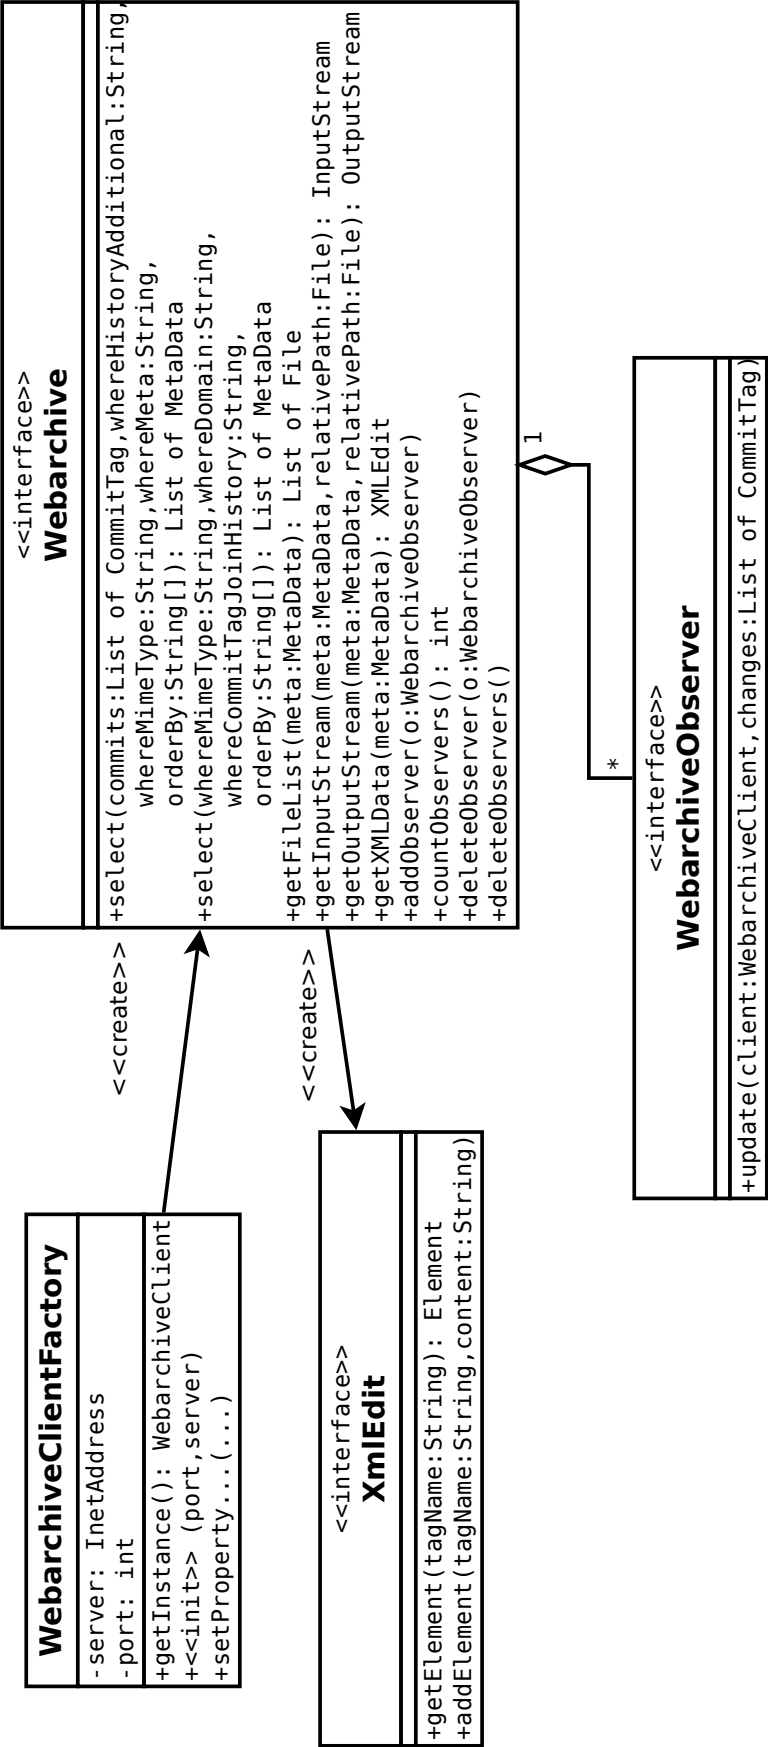 WebarchiveClientFactory
-server: InetAddress
-port: int
+getInstance(): WebarchiveClient
+<<init>> (port,server)
+setProperty...(...)
<<create>>
<<interface>>
Webarchive
+select(commits:List of CommitTag,whereHistoryAdditional:String,
whereMimeType:String,whereMeta:String,
orderBy:String[]): List of MetaData
+select(whereMimeType:String,whereDomain:String,
whereCommitTagJoinHistory:String,
orderBy:String[]): List of MetaData
+getFileList(meta:MetaData): List of File
+getInputStream(meta:MetaData,relativePath:File): InputStream
+getOutputStream(meta:MetaData,relativePath:File): OutputStream
+getXMLData(meta:MetaData): XMLEdit
+addObserver(o:WebarchiveObserver)
+countObservers(): int
+deleteObserver(o:WebarchiveObserver)
+deleteObservers()
<<create>>
<<interface>>
XmlEdit
+getElement(tagName:String): Element
+addElement(tagName:String,content:String)
1
*
<<interface>>
WebarchiveObserver
+update(client:WebarchiveClient,changes:List of CommitTag)